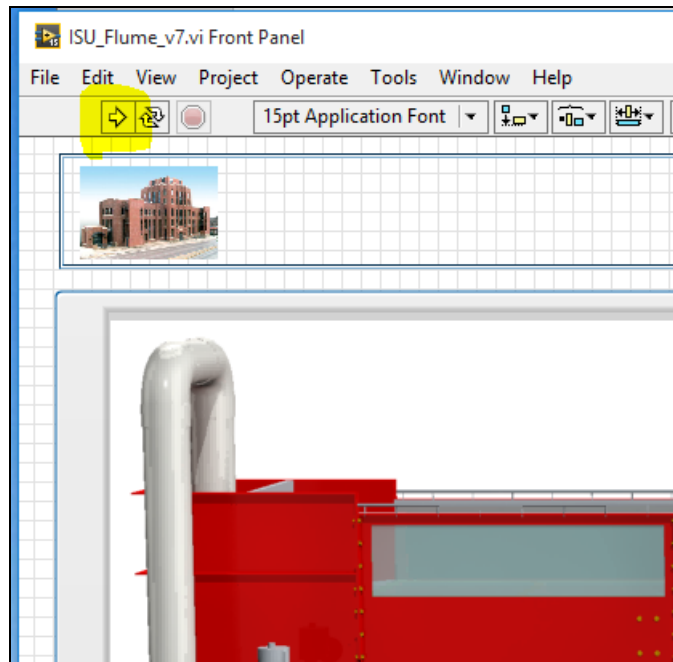 ISU_Flume_v7.vi Front Panel
File Edit View Project Operate Tools Window Help
15pt Application Font